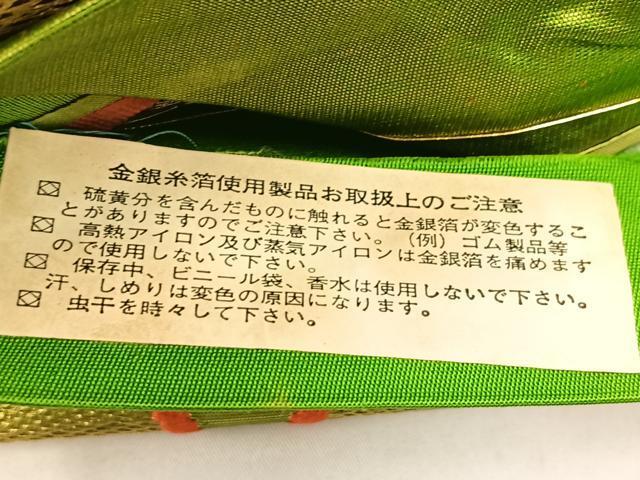 金銀糸箔使用製品お取扱上のご注意
☒ 硫黄分を含んだものに触れると金銀箔が変色するこ
とがありますのでご注意下さい。（例）ゴム製品等
☒ 高熱アイロン及び蒸気アイロンは金銀箔を痛めます
ので使用しないで下さい。
☒ 保存中、ビニール袋、香水は使用しないで下さい。
汗、しめりは変色の原因になります。
☒ 虫干を時々して下さい。